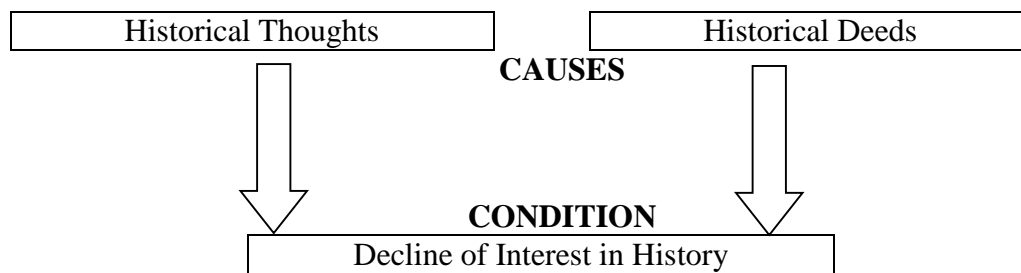 Historical Thoughts
Historical Deeds
CAUSES
CONDITION
Decline of Interest in History